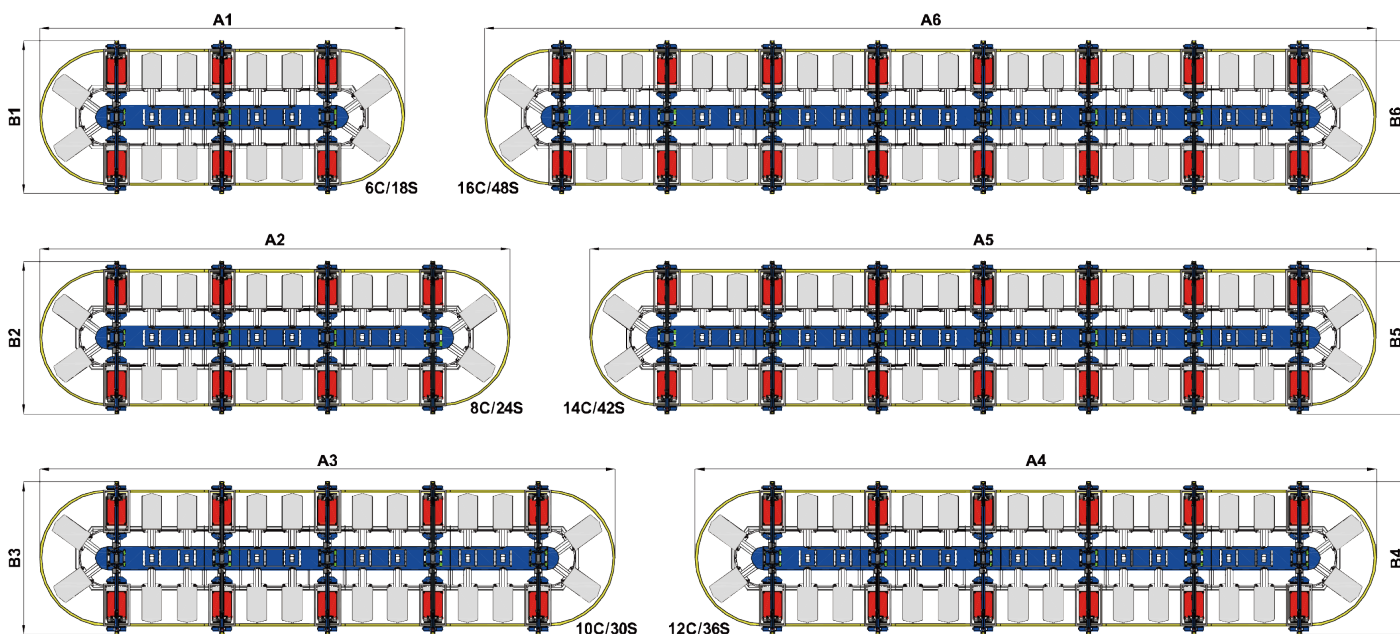 A1
A6
B1
B6
6C/18S
16C/48S
A2
A5
B2
B5
8C/24S
14C/42S
A3
A4
B3
B4
10C/30S
12C/36S